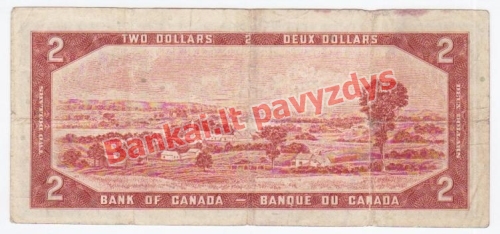 2 TWO DOLLARS DEUX DOLLARS 2
TWO DOLLARS
Bankai.lt pavyzdys
DEUX DOLLARS
2 BANK OF CANADA — BANQUE DU CANADA 2